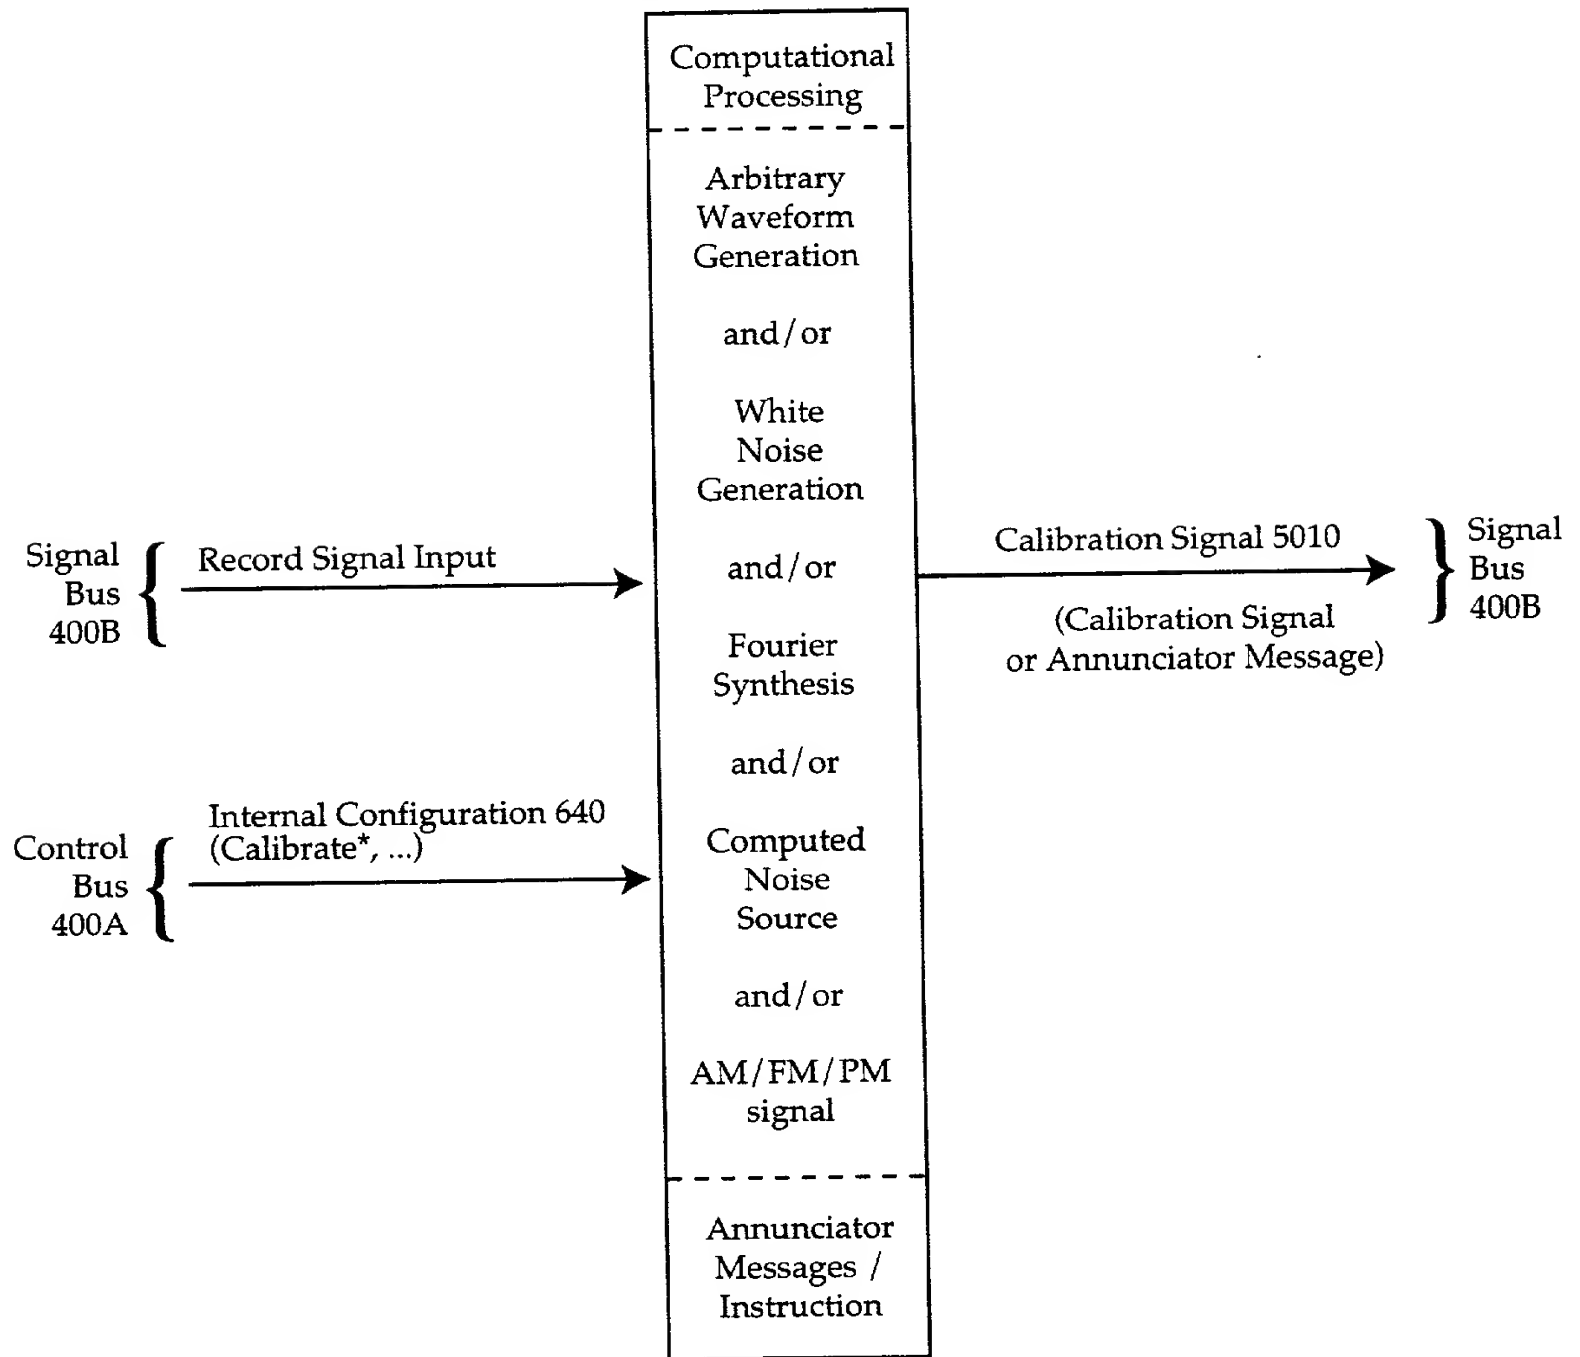 Computational
Processing
Arbitrary
Waveform
Generation
and/or
White
Noise
Generation
and/or
Fourier
Synthesis
and/or
Computed
Noise
Source
and/or
AM/FM/PM
signal
Annunciator
Messages /
Instruction
Signal
Bus
400B
Record Signal Input
Control
Bus
400A
Internal Configuration 640
(Calibrate*, ...)
Calibration Signal 5010
(Calibration Signal
or Annunciator Message)
Signal
Bus
400B